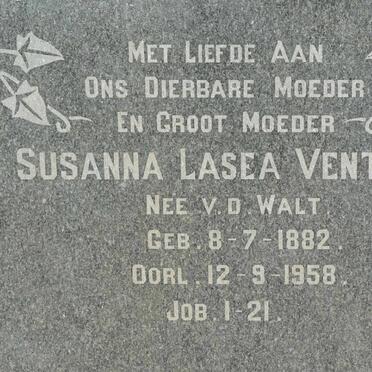 MET LIEFDE AAN
ONS DIERBARE MOEDER
EN GROOT MOEDER
SUSANNA LASEA VENT
NEE V.D. WALT
GEB. 8-7-1882.
OORL. 12-9-1958.
JOB. 1-21.